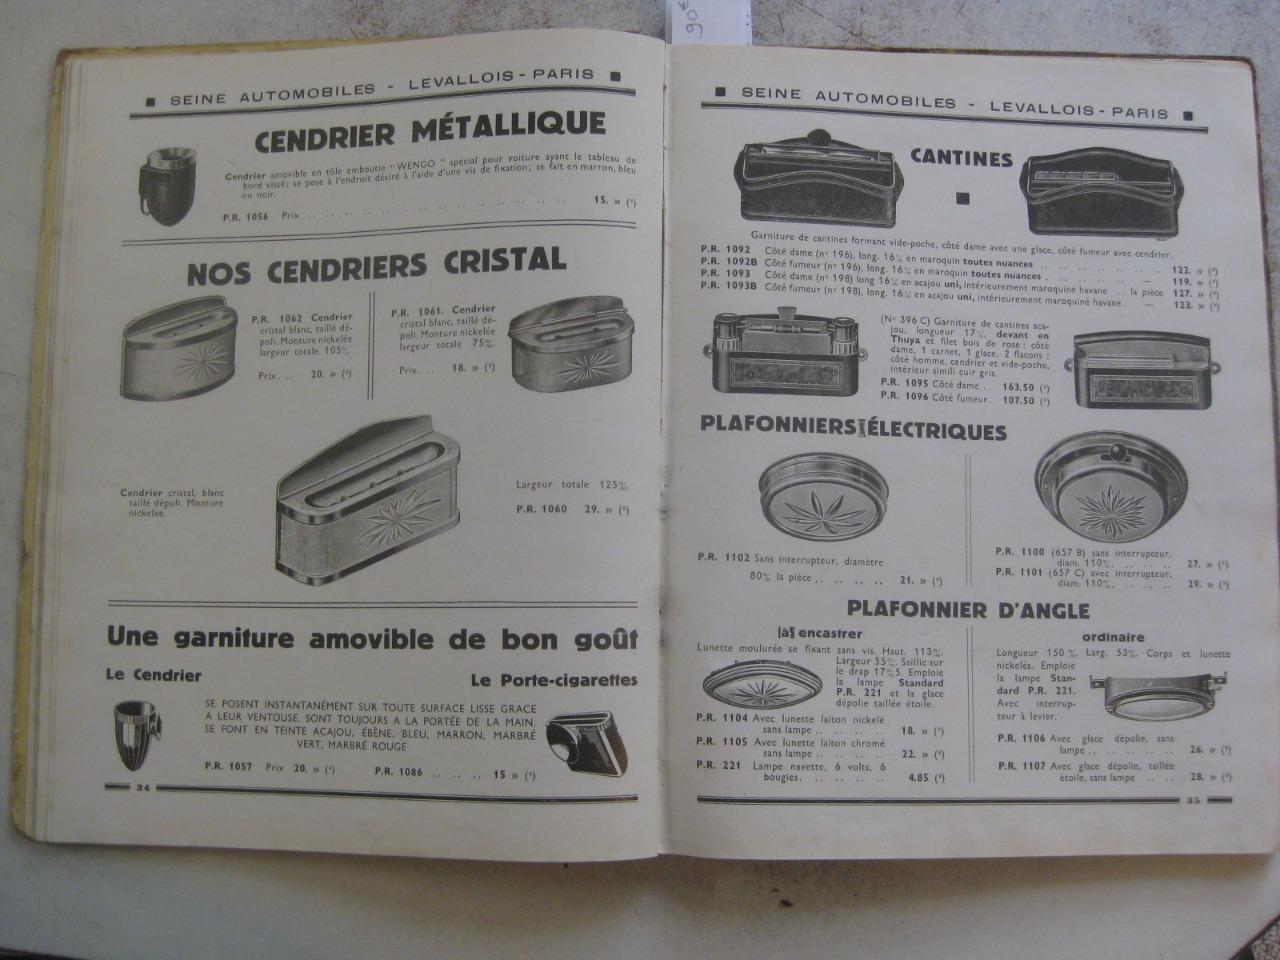 90€
■ SEINE AUTOMOBILES - LEVALLOIS-PARIS ■
CENDRIER MÉTALLIQUE
Cendrier amovible en tôle emboutie "WENGO" spécial pour voiture ayant le tableau de
bord vissé; se pose à l'endroit désiré à l'aide d'une vis de fixation; se fait en marron, bleu
ou noir.
P.R. 1056 Prix .. .. .. .. .. .. .. .. .. .. 15. »
NOS CENDRIERS CRISTAL
P.R. 1062 Cendrier
cristal blanc, taillé dé-
poli. Monture nickelée
largeur totale 105 m/m.
Prix... 20. »
P.R. 1061. Cendrier
cristal blanc, taillé dé-
poli. Monture nickelée
largeur totale 75 m/m.
Prix... 18. »
Cendrier cristal, blanc
taillé dépoli. Monture
nickelée.
Largeur totale 125 m/m.
P.R. 1060 29. »
Une garniture amovible de bon goût
Le Cendrier
Le Porte-cigarettes
SE POSENT INSTANTANÉMENT SUR TOUTE SURFACE LISSE GRACE
A LEUR VENTOUSE. SONT TOUJOURS A LA PORTÉE DE LA MAIN.
SE FONT EN TEINTE ACAJOU, ÉBÈNE, BLEU, MARRON, MARBRÉ
VERT, MARBRÉ ROUGE
P.R. 1057 Prix 20. » P.R. 1086 .. .. .. 15 »
34
■ SEINE AUTOMOBILES - LEVALLOIS-PARIS ■
CANTINES
■
Garniture de cantines formant vide-poche, côté dame avec une glace, côté fumeur avec cendrier.
P.R. 1092 Côté dame (n° 196), long. 16 c/m en maroquin toutes nuances .. .. .. .. 122. »
P.R. 1092B Côté fumeur (n° 196), long. 16 c/m en maroquin toutes nuances .. .. .. — 119. »
P.R. 1093 Côté dame (n° 198) long. 16 c/m en acajou uni, intérieurement maroquiné havane .. la pièce 127. »
P.R. 1093B Côté fumeur (n° 198), long. 16 c/m en acajou uni, intérieurement maroquiné havane. — 123. »
(N° 396 C) Garniture de cantines aca-
jou, longueur 17 c/m, devant en
Thuya et filet bois de rose: côté
dame, 1 carnet, 1 glace, 2 flacons;
côté homme, cendrier et vide-poche,
intérieur simili cuir gris.
P.R. 1095 Côté dame .. 163.50
P.R. 1096 Côté fumeur. 107.50
PLAFONNIERS ÉLECTRIQUES
P.R. 1102 Sans interrupteur, diamètre
80 m/m la pièce .. .. .. .. 21. »
P.R. 1100 (657 B) sans interrupteur,
diam. 110 m/m. .. .. .. 27. »
P.R. 1101 (657 C) avec interrupteur,
diam. 110 m/m. .. .. .. 29. »
PLAFONNIER D'ANGLE
à encastrer
Lunette moulurée se fixant sans vis. Haut. 113 m/m.
Largeur 55 m/m. Saillie sur
le drap 17 m/m 5. Emploie
la lampe Standard
P.R. 221 et la glace
dépolie taillée étoile.
P.R. 1104 Avec lunette laiton nickelé
sans lampe .. .. .. .. 18. »
P.R. 1105 Avec lunette laiton chromé
sans lampe .. .. .. .. 22. »
P.R. 221 Lampe navette, 6 volts, 6
bougies. .. .. .. .. 4.85
ordinaire
Longueur 150 m/m. Larg. 53 m/m. Corps et lunette
nickelés. Emploie
la lampe Stan-
dard P.R. 221.
Avec interrup-
teur à levier.
P.R. 1106 Avec glace dépolie, sans
lampe .. .. .. .. 26. »
P.R. 1107 Avec glace dépolie, taillée
étoile, sans lampe .. .. 28. »
35